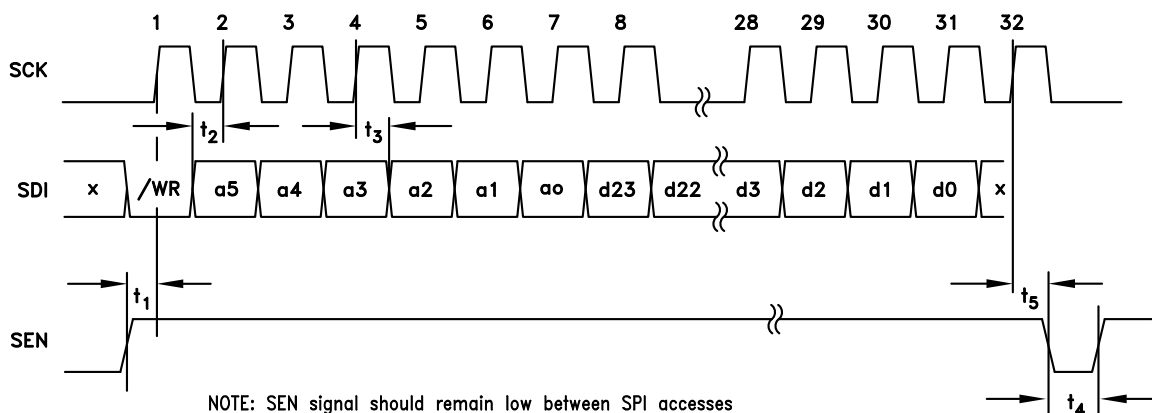 1 2 3 4 5 6 7 8 28 29 30 31 32
SCK
t2 t3
SDI x /WR a5 a4 a3 a2 a1 ao d23 d22 d3 d2 d1 d0 x
t1 t5
SEN
t4
NOTE: SEN signal should remain low between SPI accesses